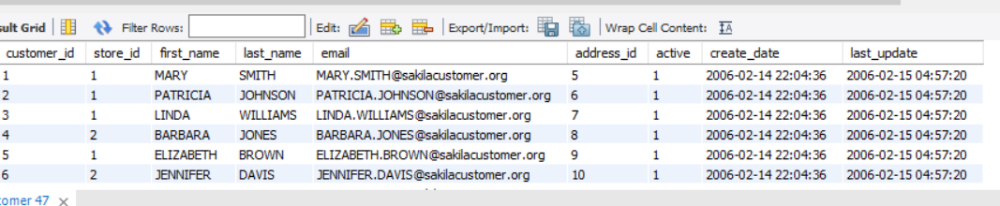 sult Grid Filter Rows: Edit: Export/Import: Wrap Cell Content:
customer_id store_id first_name last_name email address_id active create_date last_update
1 1 MARY SMITH MARY.SMITH@sakilacustomer.org 5 1 2006-02-14 22:04:36 2006-02-15 04:57:20
2 1 PATRICIA JOHNSON PATRICIA.JOHNSON@sakilacustomer.org 6 1 2006-02-14 22:04:36 2006-02-15 04:57:20
3 1 LINDA WILLIAMS LINDA.WILLIAMS@sakilacustomer.org 7 1 2006-02-14 22:04:36 2006-02-15 04:57:20
4 2 BARBARA JONES BARBARA.JONES@sakilacustomer.org 8 1 2006-02-14 22:04:36 2006-02-15 04:57:20
5 1 ELIZABETH BROWN ELIZABETH.BROWN@sakilacustomer.org 9 1 2006-02-14 22:04:36 2006-02-15 04:57:20
6 2 JENNIFER DAVIS JENNIFER.DAVIS@sakilacustomer.org 10 1 2006-02-14 22:04:36 2006-02-15 04:57:20
tomer 47